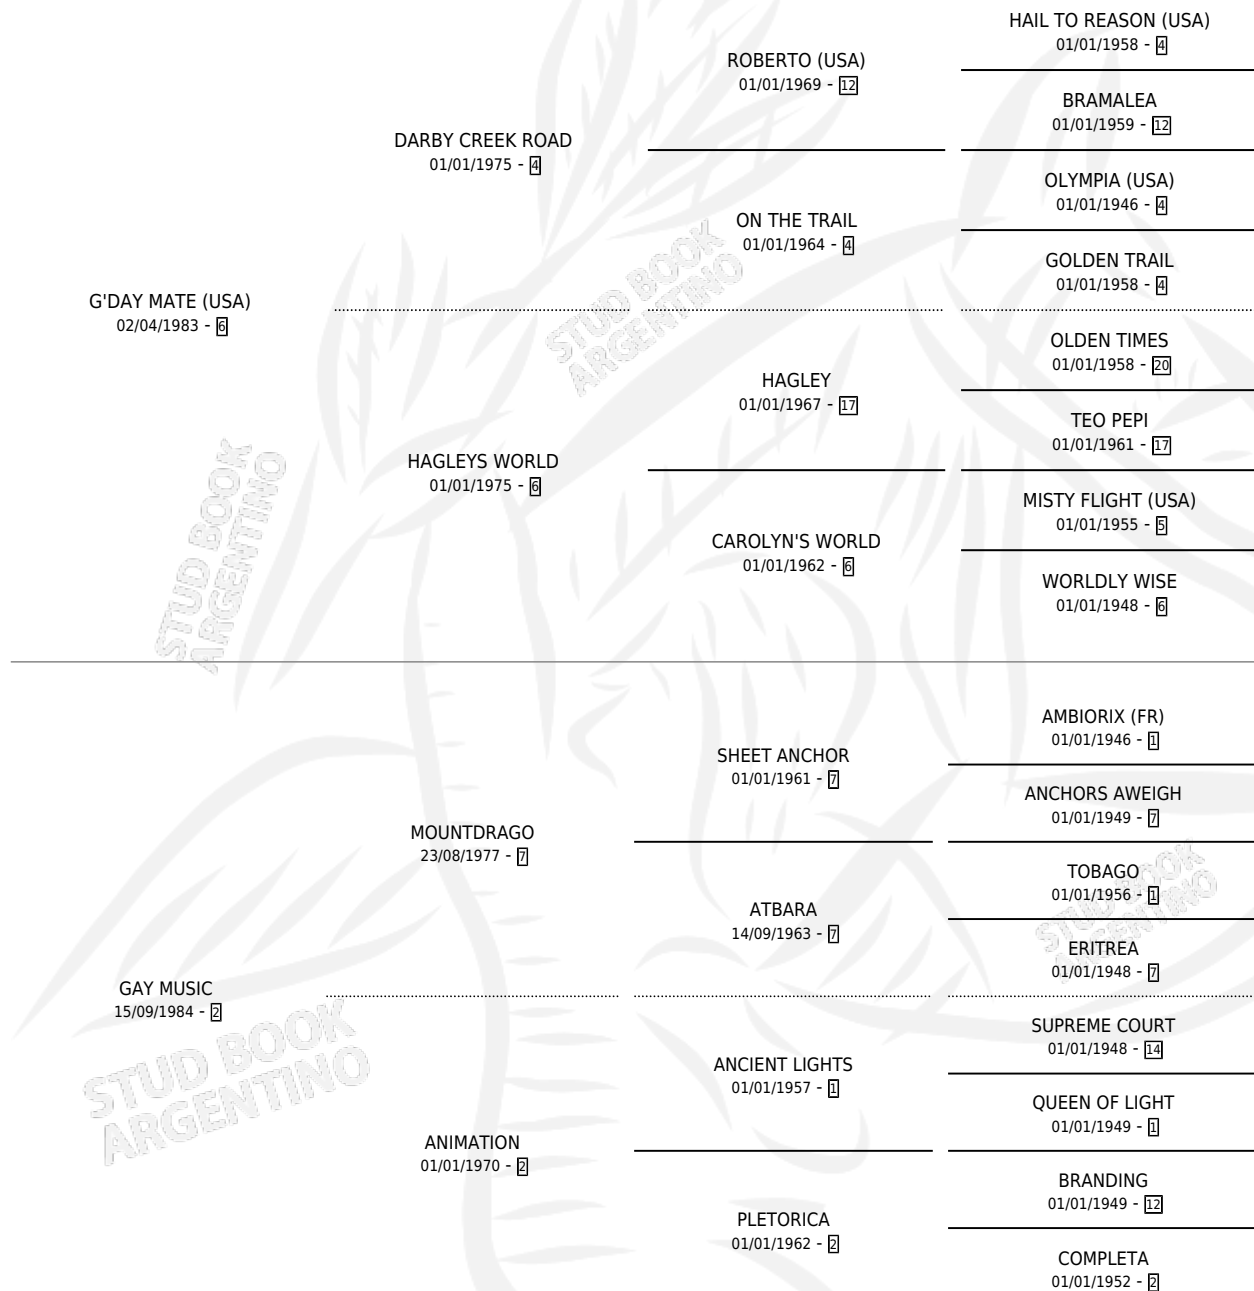 HAIL TO REASON (USA)
01/01/1958 - 4
ROBERTO (USA)
01/01/1969 - 12
BRAMALEA
01/01/1959 - 12
DARBY CREEK ROAD
01/01/1975 - 4
OLYMPIA (USA)
01/01/1946 - 4
ON THE TRAIL
01/01/1964 - 4
GOLDEN TRAIL
01/01/1958 - 4
G'DAY MATE (USA)
02/04/1983 - 6
OLDEN TIMES
01/01/1958 - 20
HAGLEY
01/01/1967 - 17
TEO PEPI
01/01/1961 - 17
HAGLEYS WORLD
01/01/1975 - 6
MISTY FLIGHT (USA)
01/01/1955 - 5
CAROLYN'S WORLD
01/01/1962 - 6
WORLDLY WISE
01/01/1948 - 6
AMBIORIX (FR)
01/01/1946 - 1
SHEET ANCHOR
01/01/1961 - 7
ANCHORS AWEIGH
01/01/1949 - 7
MOUNTDRAGO
23/08/1977 - 7
TOBAGO
01/01/1956 - 1
ATBARA
14/09/1963 - 7
ERITREA
01/01/1948 - 7
GAY MUSIC
15/09/1984 - 2
SUPREME COURT
01/01/1948 - 14
ANCIENT LIGHTS
01/01/1957 - 1
QUEEN OF LIGHT
01/01/1949 - 1
ANIMATION
01/01/1970 - 2
BRANDING
01/01/1949 - 12
PLETORICA
01/01/1962 - 2
COMPLETA
01/01/1952 - 2
STUD BOOK
ARGENTINO
STUD BOOK
ARGENTINO
STUD BOOK
ARGENTINO
STUD BOOK
ARGENTINO